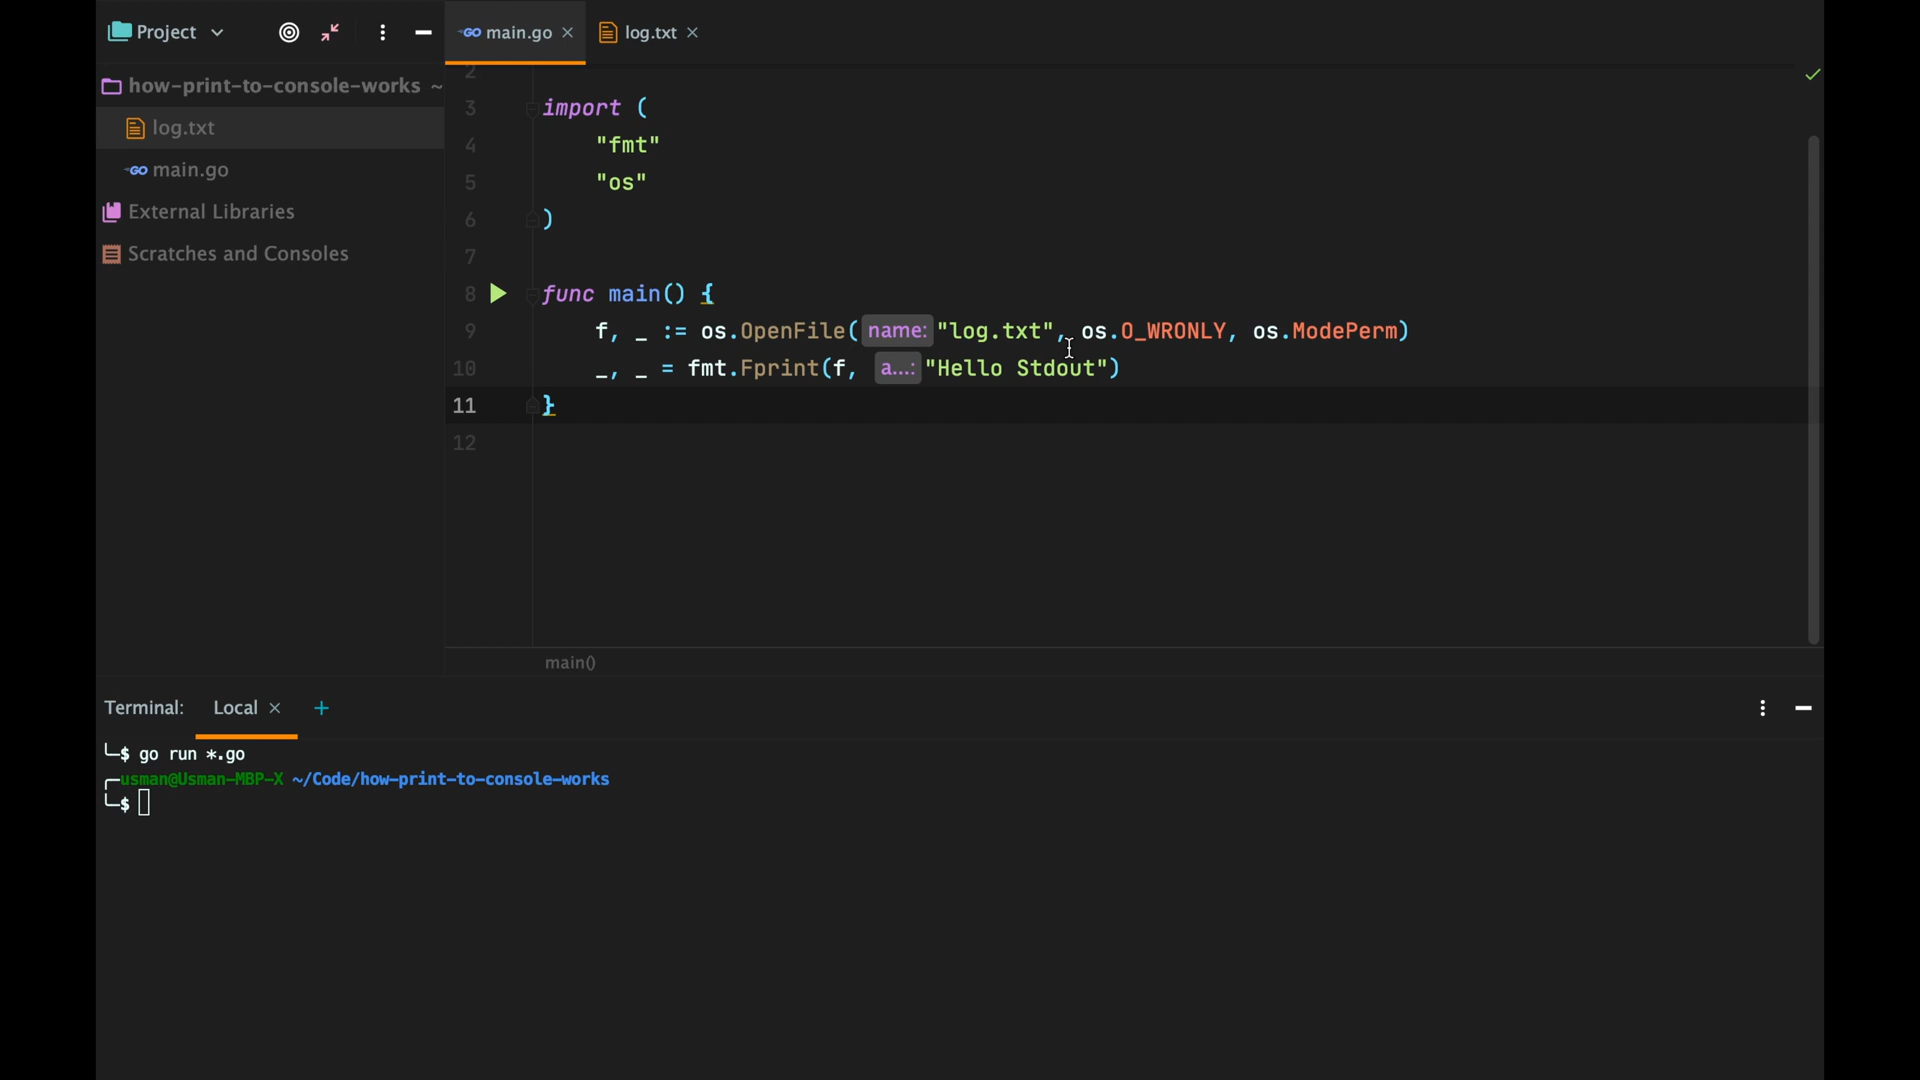 Project
main.go
log.txt
how-print-to-console-works ~
log.txt
main.go
External Libraries
Scratches and Consoles
2
3 import (
4 "fmt"
5 "os"
6 )
7
8 func main() {
9 f, _ := os.OpenFile( name: "log.txt", os.O_WRONLY, os.ModePerm)
10 _, _ = fmt.Fprint(f, a...: "Hello Stdout")
11 }
12
main()
Terminal: Local +
└─$ go run *.go
┌─usman@Usman-MBP-X ~/Code/how-print-to-console-works
└─$